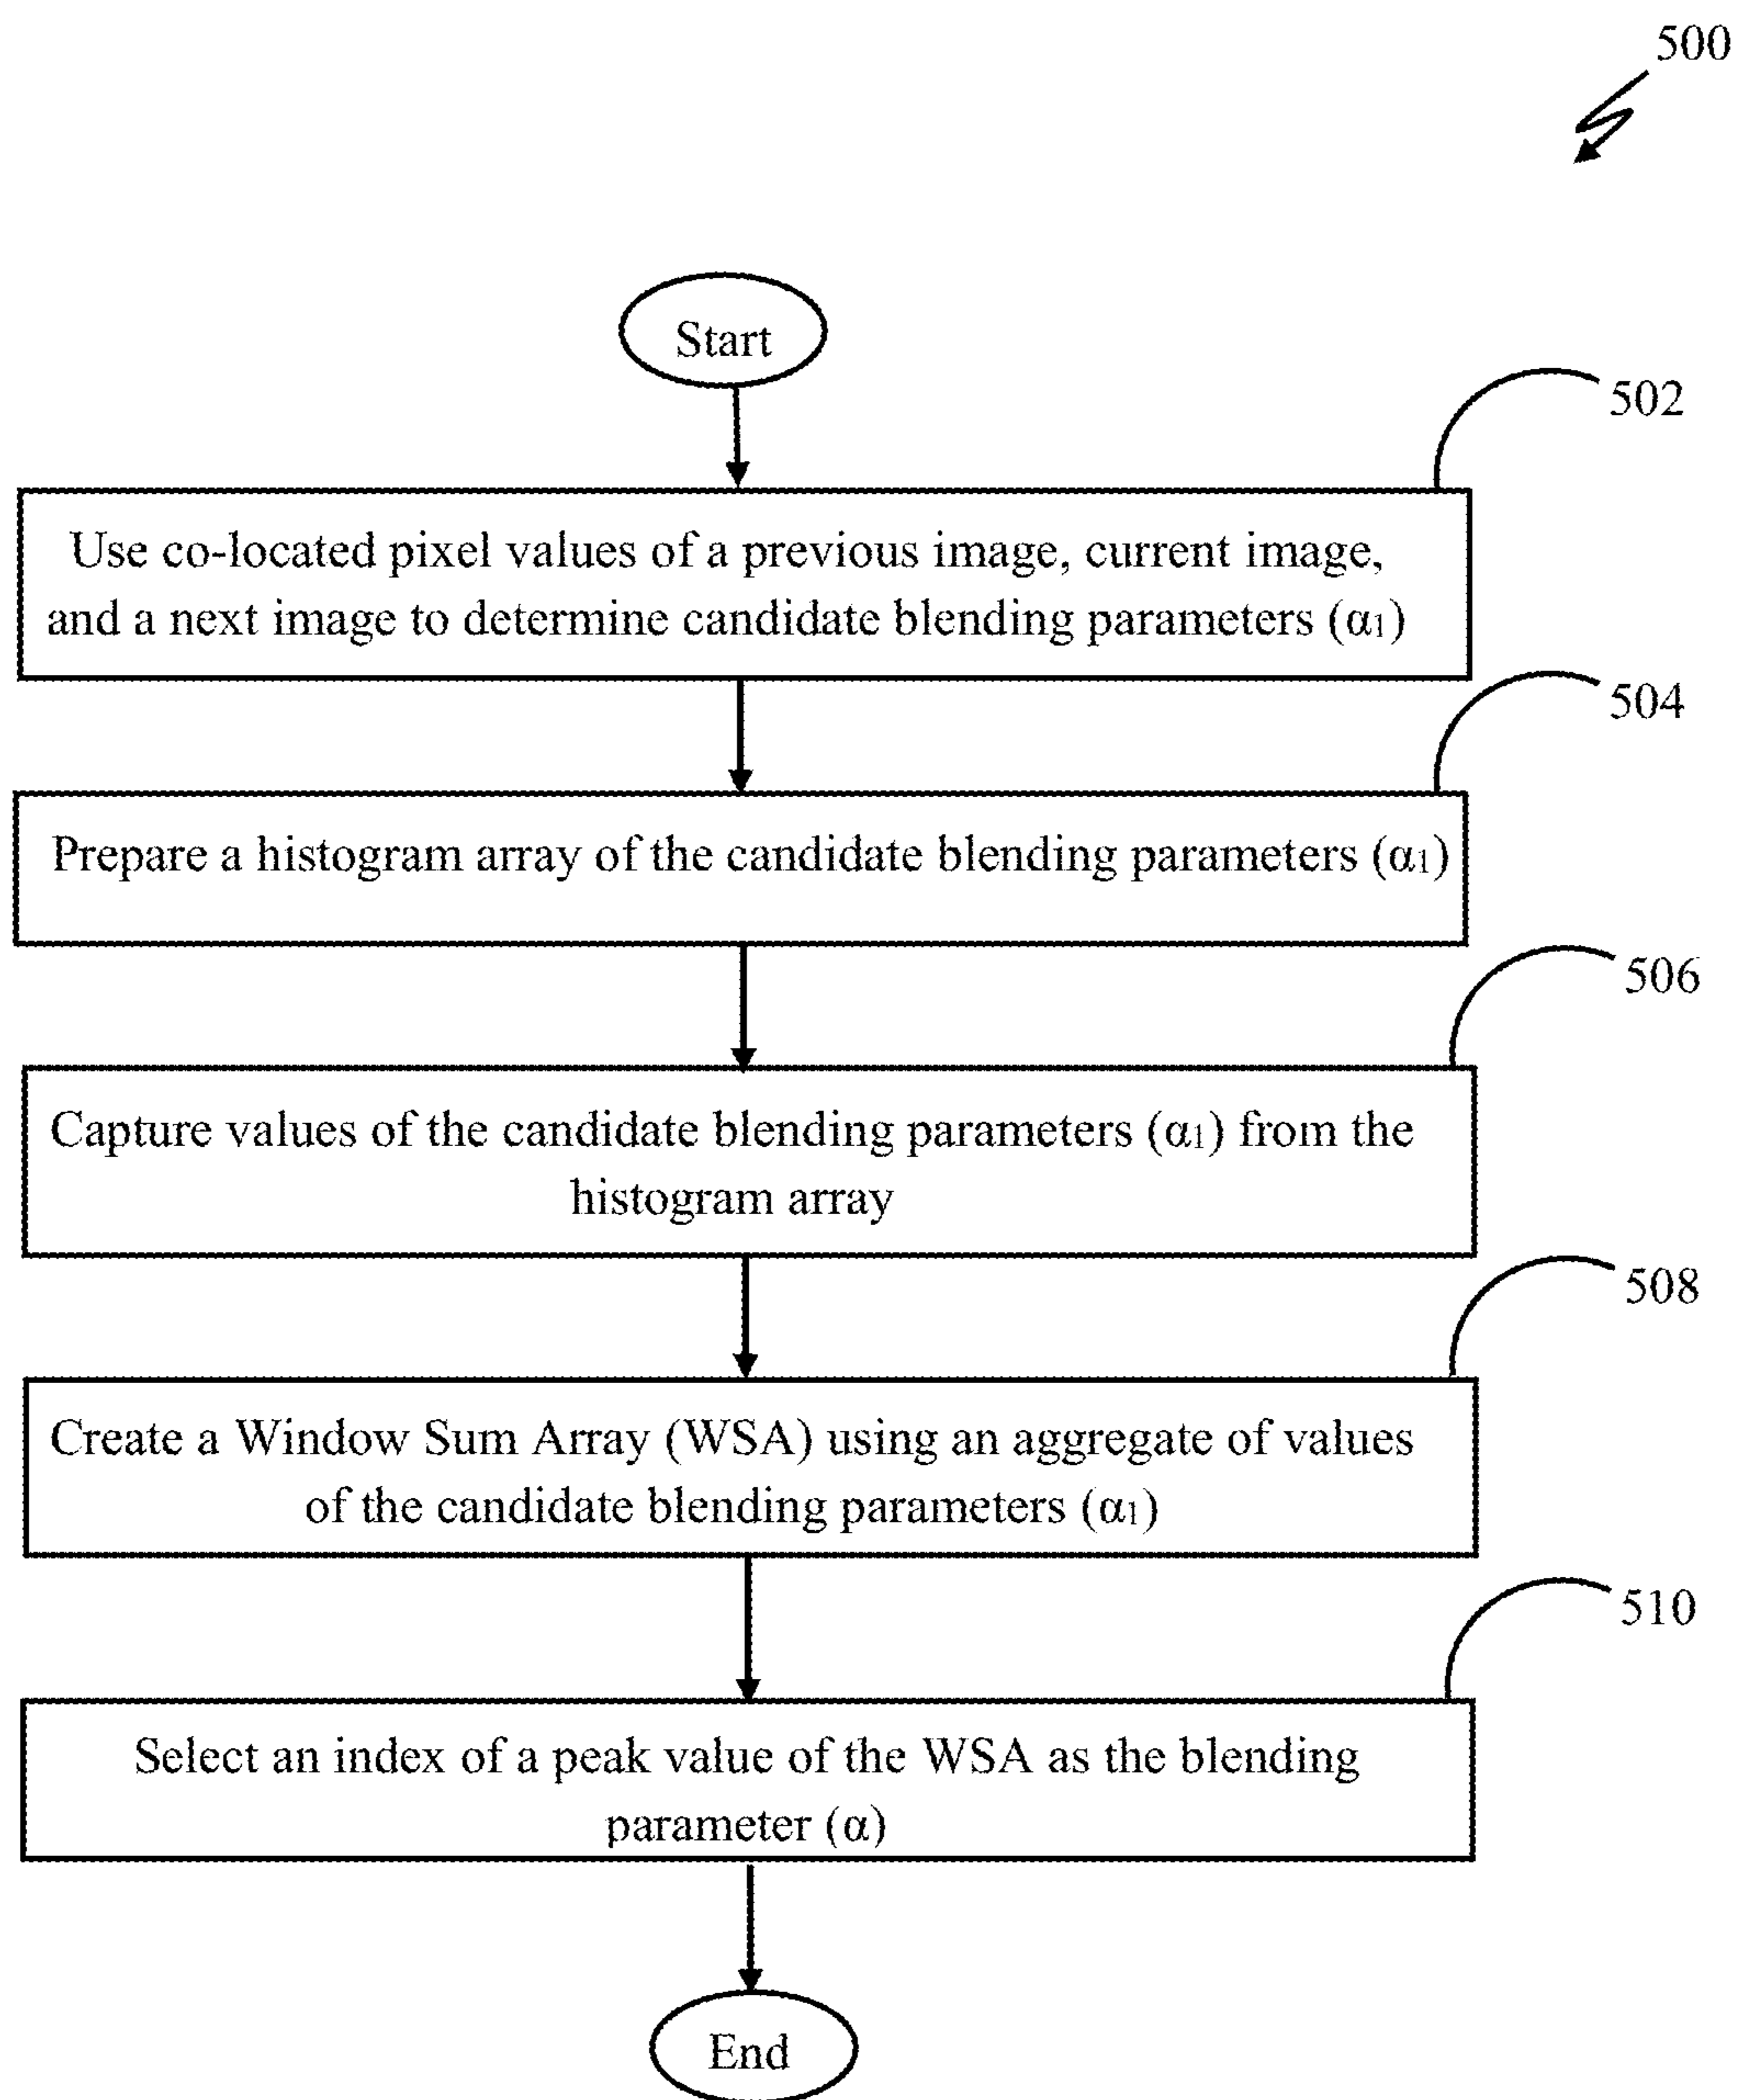 500
Start
502
Use co-located pixel values of a previous image, current image,
and a next image to determine candidate blending parameters (α₁)
504
Prepare a histogram array of the candidate blending parameters (α₁)
506
Capture values of the candidate blending parameters (α₁) from the
histogram array
508
Create a Window Sum Array (WSA) using an aggregate of values
of the candidate blending parameters (α₁)
510
Select an index of a peak value of the WSA as the blending
parameter (α)
End